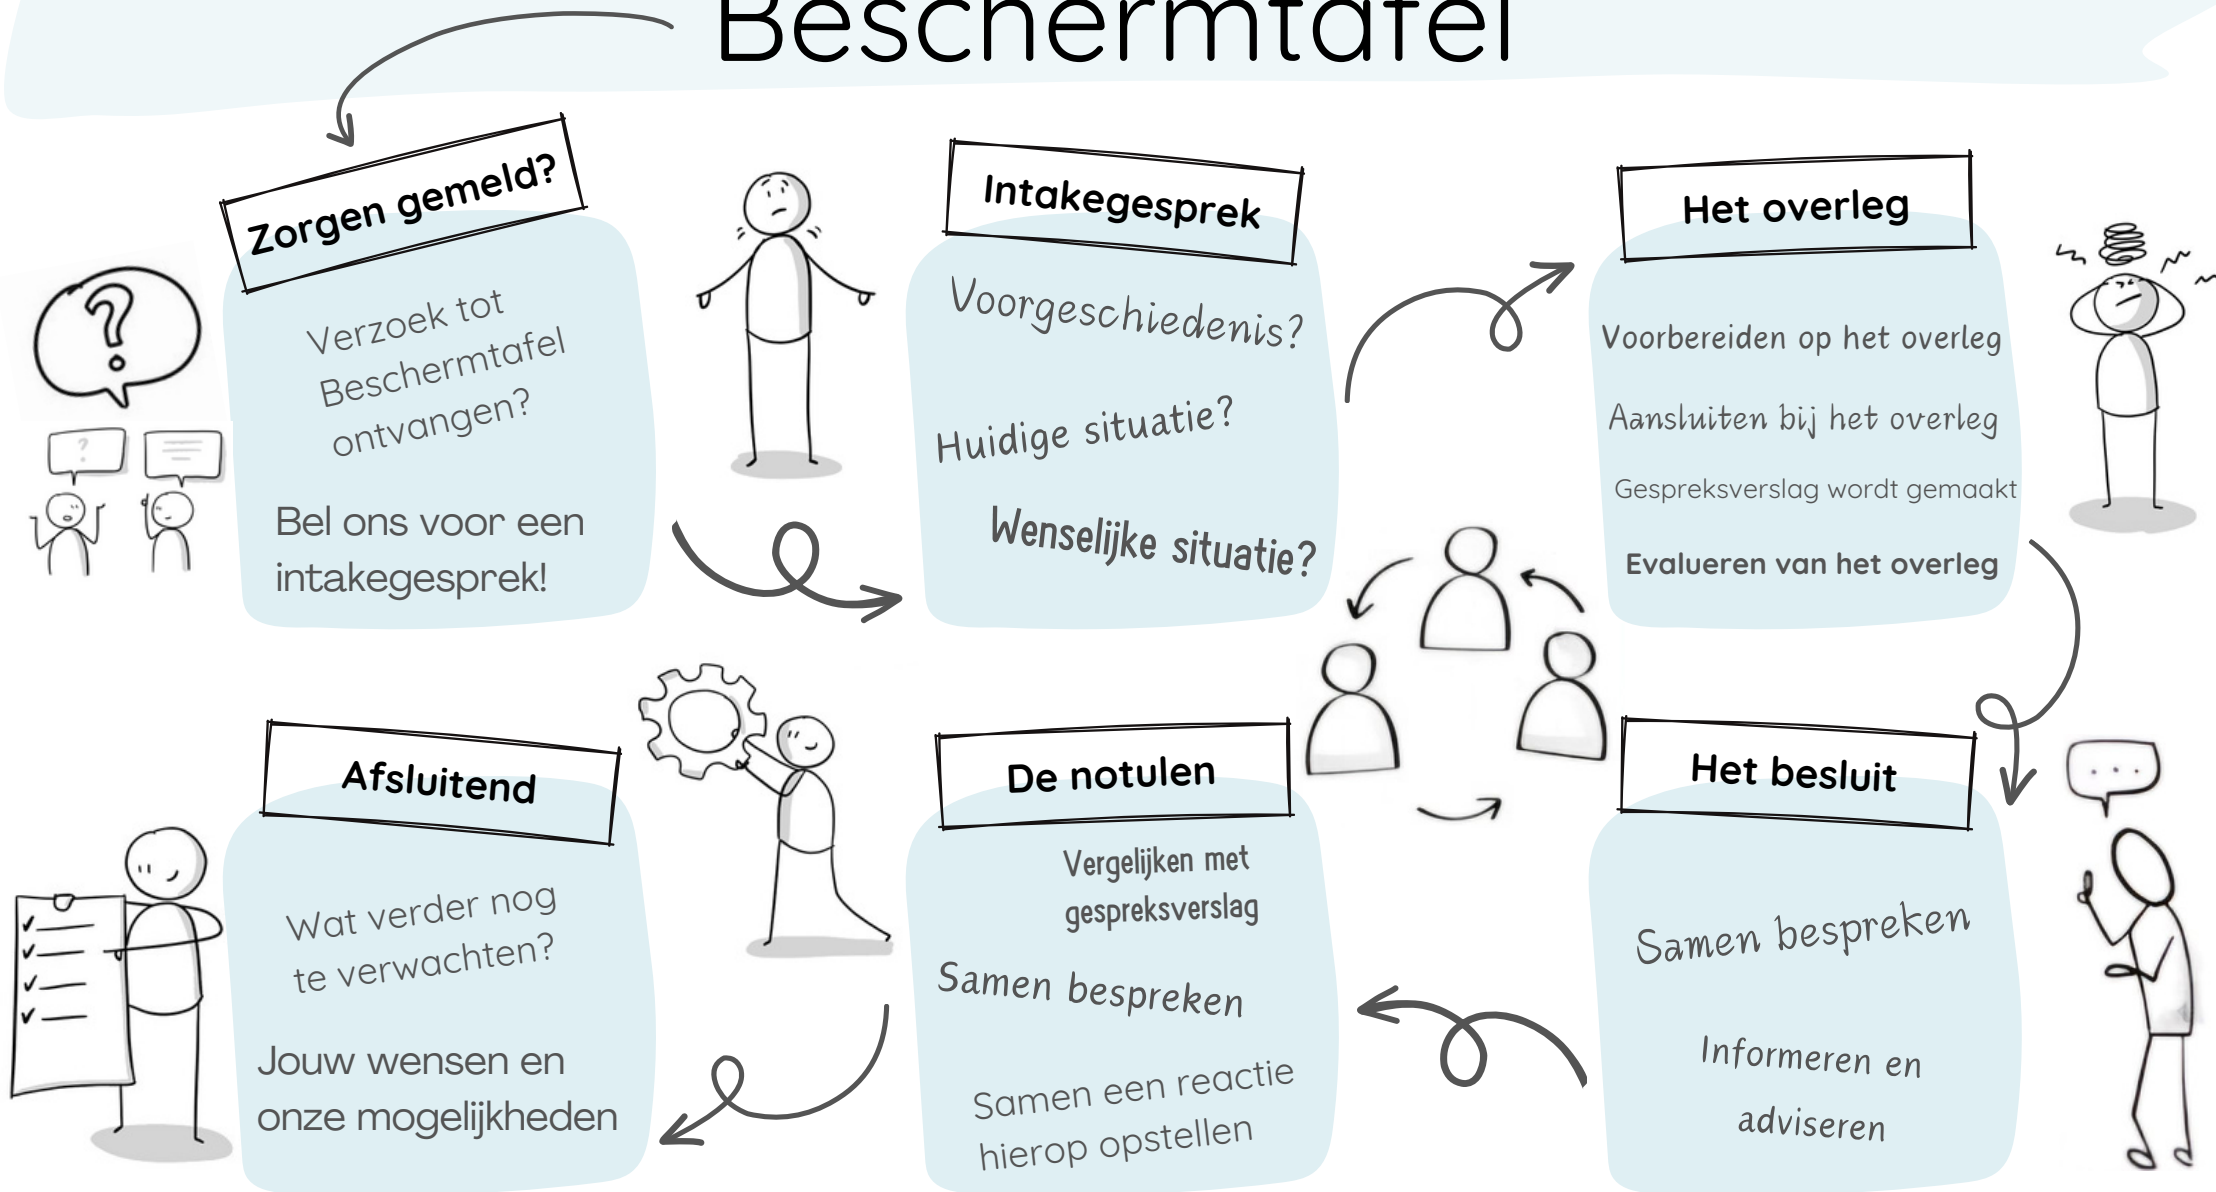 Beschermtafel
Zorgen gemeld?
Verzoek tot
Beschermtafel
ontvangen?
Bel ons voor een
intakegesprek!
Intakegesprek
Voorgeschiedenis?
Huidige situatie?
Wenselijke situatie?
Het overleg
Voorbereiden op het overleg
Aansluiten bij het overleg
Gespreksverslag wordt gemaakt
Evalueren van het overleg
Het besluit
Samen bespreken
Informeren en
adviseren
De notulen
Vergelijken met
gespreksverslag
Samen bespreken
Samen een reactie
hierop opstellen
Afsluitend
Wat verder nog
te verwachten?
Jouw wensen en
onze mogelijkheden